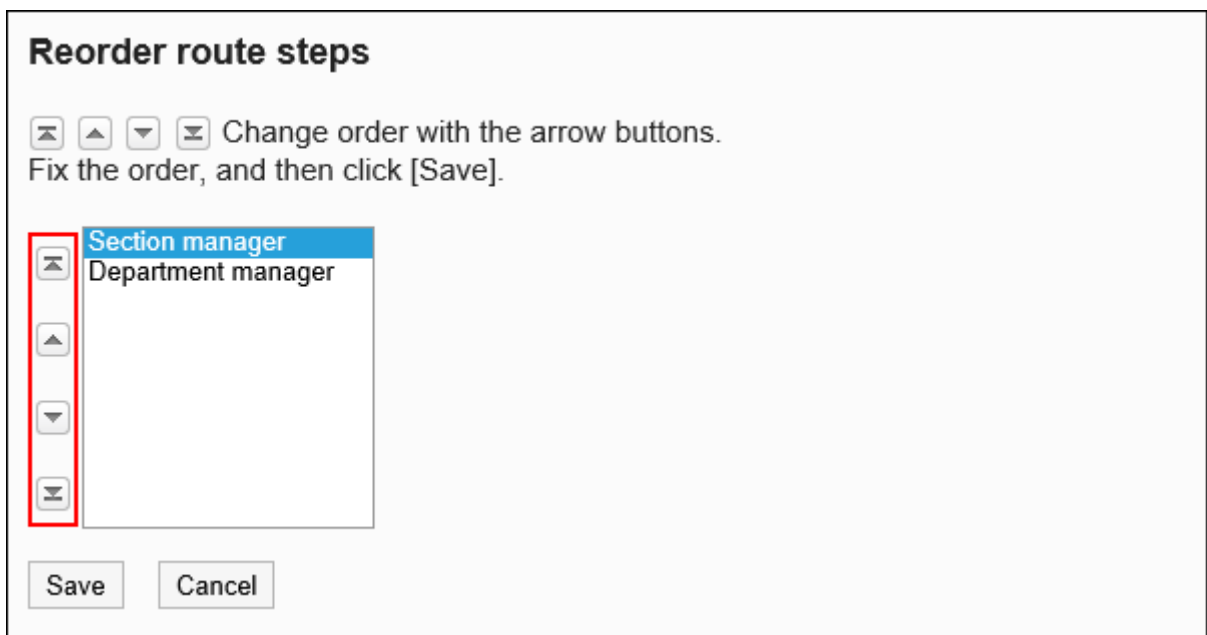 Reorder route steps
Change order with the arrow buttons.
Fix the order, and then click [Save].
Section manager
Department manager
Save
Cancel